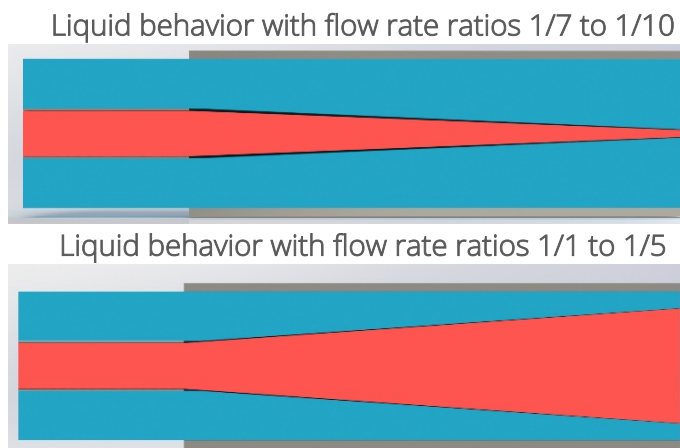 Liquid behavior with flow rate ratios 1/7 to 1/10
Liquid behavior with flow rate ratios 1/1 to 1/5